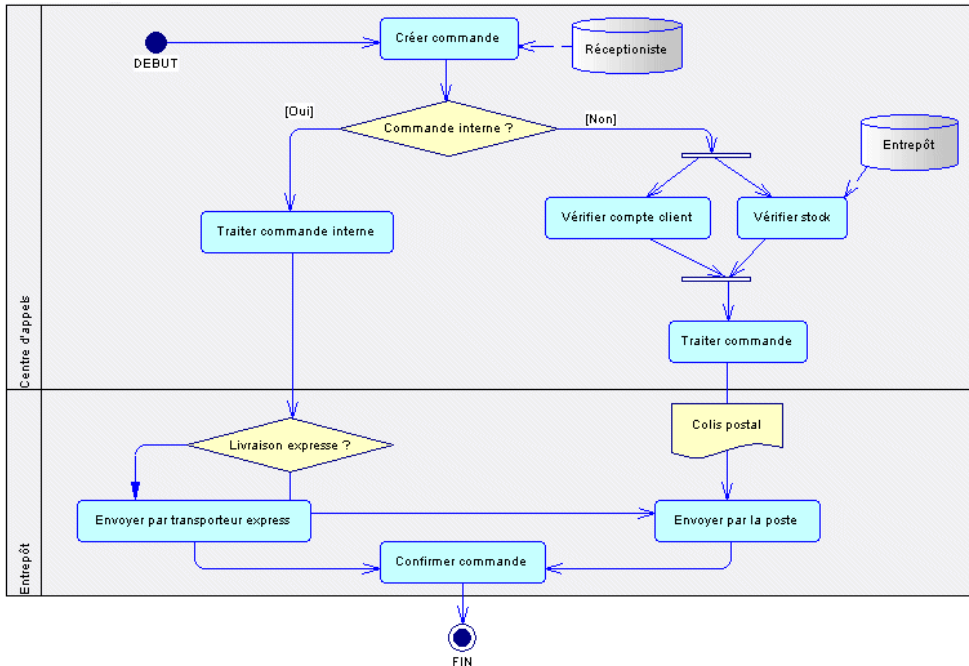 Créer commande
Réceptioniste
DEBUT
[Oui]
Commande interne ?
[Non]
Entrepôt
Traiter commande interne
Vérifier compte client
Vérifier stock
Centre d'appels
Traiter commande
Colis postal
Livraison expresse ?
Envoyer par transporteur express
Envoyer par la poste
Entrepôt
Confirmer commande
FIN